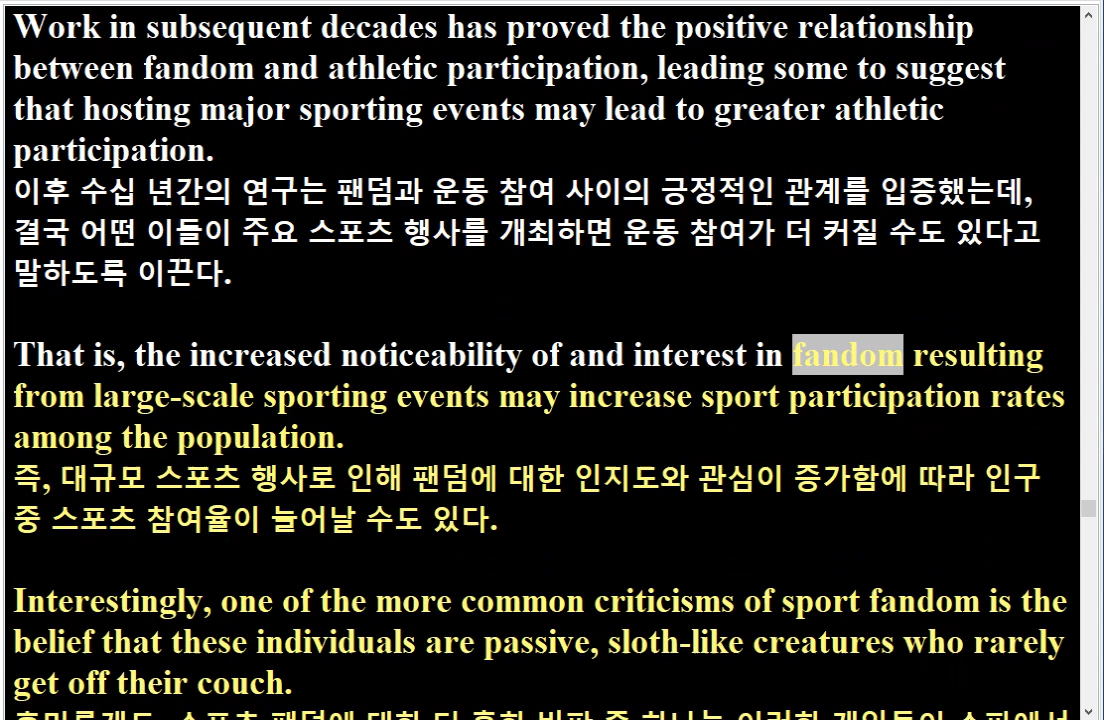 Work in subsequent decades has proved the positive relationship
between fandom and athletic participation, leading some to suggest
that hosting major sporting events may lead to greater athletic
participation.
이후 수십 년간의 연구는 팬덤과 운동 참여 사이의 긍정적인 관계를 입증했는데,
결국 어떤 이들이 주요 스포츠 행사를 개최하면 운동 참여가 더 커질 수도 있다고
말하도록 이끈다.
That is, the increased noticeability of and interest in fandom resulting
from large-scale sporting events may increase sport participation rates
among the population.
즉, 대규모 스포츠 행사로 인해 팬덤에 대한 인지도와 관심이 증가함에 따라 인구
중 스포츠 참여율이 늘어날 수도 있다.
Interestingly, one of the more common criticisms of sport fandom is the
belief that these individuals are passive, sloth-like creatures who rarely
get off their couch.